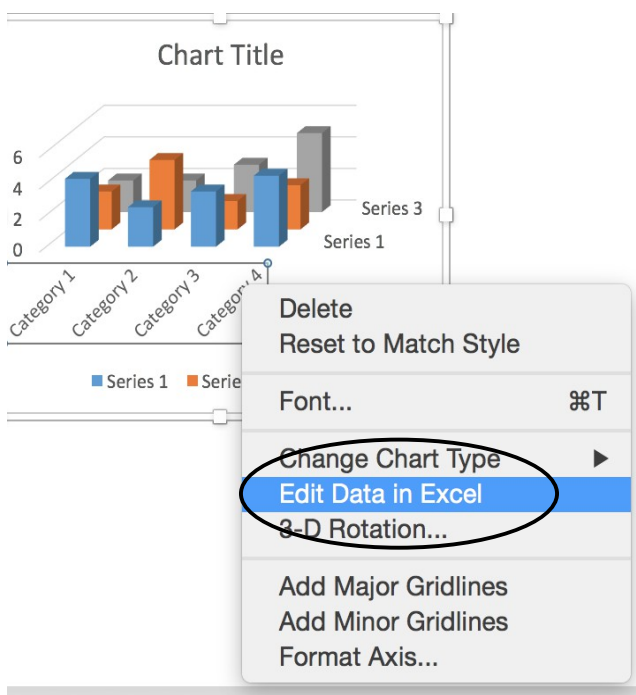 Chart Title
6
4
2
0
Series 3
Series 1
Category 1
Category 2
Category 3
Category 4
Series 1
Serie
Delete
Reset to Match Style
Font... ⌘T
Change Chart Type ▶
Edit Data in Excel
3-D Rotation...
Add Major Gridlines
Add Minor Gridlines
Format Axis...